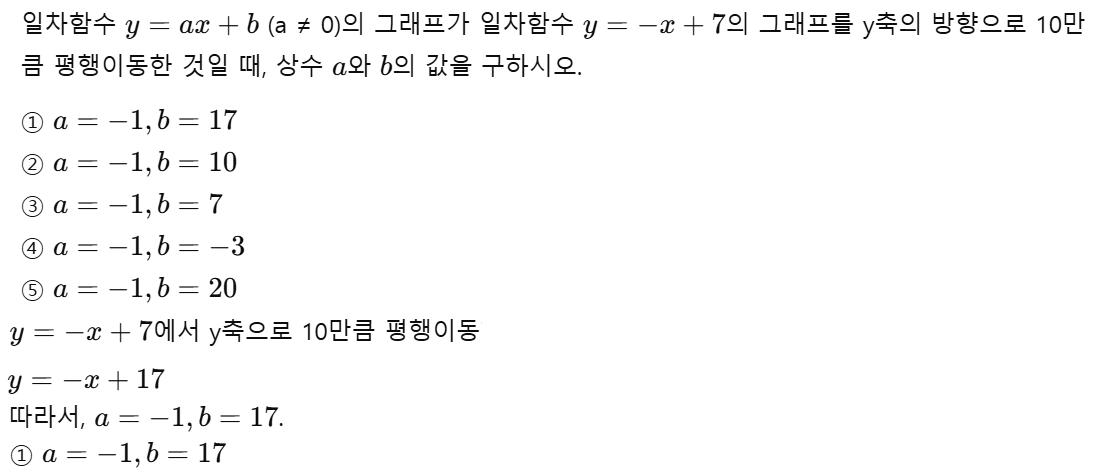 일차함수 y = ax + b (a ≠ 0)의 그래프가 일차함수 y = −x + 7의 그래프를 y축의 방향으로 10만
큼 평행이동한 것일 때, 상수 a와 b의 값을 구하시오.
① a = −1, b = 17
② a = −1, b = 10
③ a = −1, b = 7
④ a = −1, b = −3
⑤ a = −1, b = 20
y = −x + 7에서 y축으로 10만큼 평행이동
y = −x + 17
따라서, a = −1, b = 17.
① a = −1, b = 17